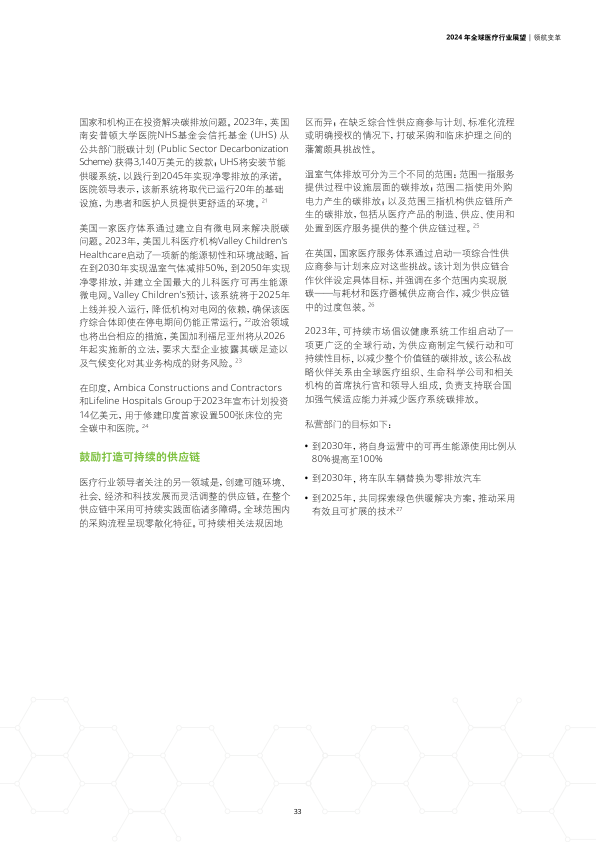 2024 年全球医疗行业展望 | 领航变革
国家和机构正在投资解决碳排放问题。2023年，英国
南安普顿大学医院NHS基金会信托基金 (UHS) 从
公共部门脱碳计划 (Public Sector Decarbonization
Scheme) 获得3,140万美元的拨款；UHS将安装节能
供暖系统，以践行到2045年实现净零排放的承诺。
医院领导表示，该新系统将取代已运行20年的基础
设施，为患者和医护人员提供更舒适的环境。21
美国一家医疗体系通过建立自有微电网来解决脱碳
问题。2023年，美国儿科医疗机构Valley Children's
Healthcare启动了一项新的能源韧性和环境战略，旨
在到2030年实现温室气体减排50%，到2050年实现
净零排放，并建立全国最大的儿科医疗可再生能源
微电网。Valley Children's预计，该系统将于2025年
上线并投入运行，降低机构对电网的依赖，确保该医
疗综合体即使在停电期间仍能正常运行。22政治领域
也将出台相应的措施，美国加利福尼亚州将从2026
年起实施新的立法，要求大型企业披露其碳足迹以
及气候变化对其业务构成的财务风险。23
在印度，Ambica Constructions and Contractors
和Lifeline Hospitals Group于2023年宣布计划投资
14亿美元，用于修建印度首家设置500张床位的完
全碳中和医院。24
鼓励打造可持续的供应链
医疗行业领导者关注的另一领域是，创建可随环境、
社会、经济和科技发展而灵活调整的供应链。在整个
供应链中采用可持续实践面临诸多障碍。全球范围内
的采购流程呈现零散化特征。可持续相关法规因地
区而异；在缺乏综合性供应商参与计划、标准化流程
或明确授权的情况下，打破采购和临床护理之间的
藩篱颇具挑战性。
温室气体排放可分为三个不同的范围：范围一指服务
提供过程中设施层面的碳排放；范围二指使用外购
电力产生的碳排放；以及范围三指机构供应链所产
生的碳排放，包括从医疗产品的制造、供应、使用和
处置到医疗服务提供的整个供应链过程。25
在英国，国家医疗服务体系通过启动一项综合性供
应商参与计划来应对这些挑战。该计划为供应链合
作伙伴设定具体目标，并强调在多个范围内实现脱
碳——与耗材和医疗器械供应商合作，减少供应链
中的过度包装。26
2023年，可持续市场倡议健康系统工作组启动了一
项更广泛的全球行动，为供应商制定气候行动和可
持续性目标，以减少整个价值链的碳排放。该公私战
略伙伴关系由全球医疗组织、生命科学公司和相关
机构的首席执行官和领导人组成，负责支持联合国
加强气候适应能力并减少医疗系统碳排放。
私营部门的目标如下：
• 到2030年，将自身运营中的可再生能源使用比例从
80%提高至100%
• 到2030年，将车队车辆替换为零排放汽车
• 到2025年，共同探索绿色供暖解决方案，推动采用
有效且可扩展的技术27
33